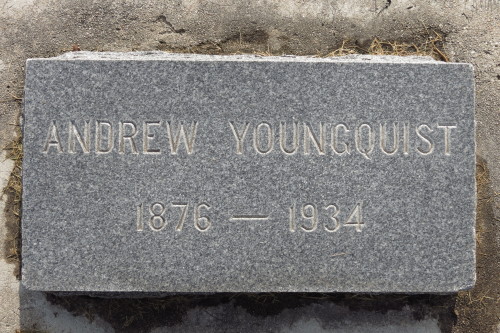 ANDREW YOUNGQUIST
1876 — 1934